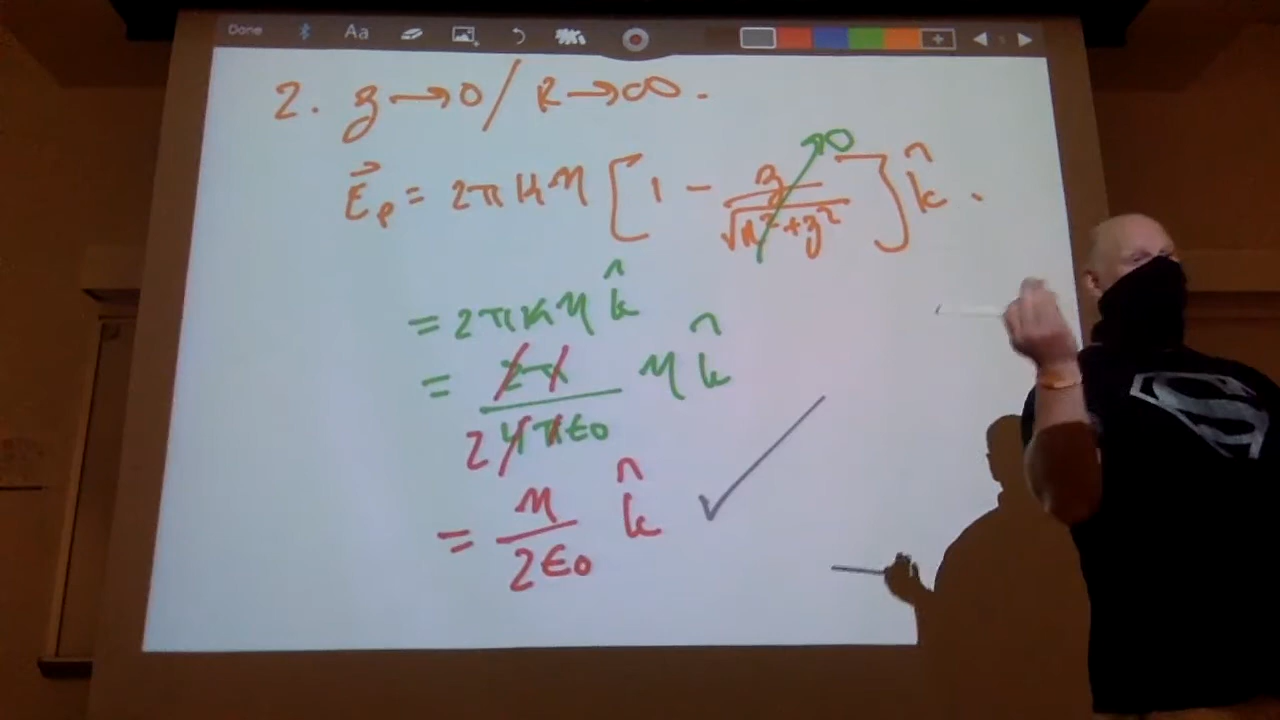 Done Aa
2. z → 0 / R → ∞.
E⃗ₚ = 2πKη [ 1 - z / √(R² + z²) → 0 ] k̂.
= 2πKη k̂
= 2π / 2 4πϵ₀ η k̂
= η / 2ϵ₀ k̂ ✓
S